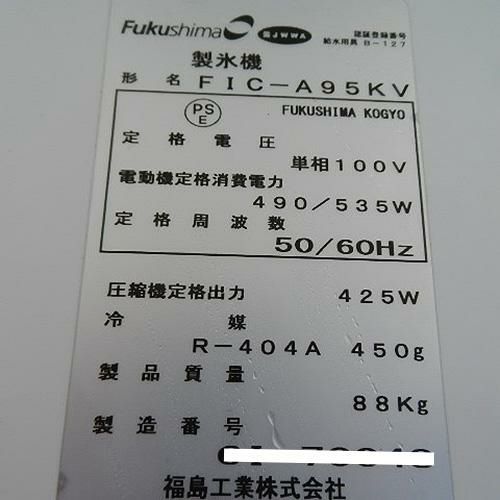 Fukushima JWWA 認証登録番号
給水用具 B-127
製氷機
形名 FIC-A95KV
PS
E
FUKUSHIMA KOGYO
定格電圧
単相100V
電動機定格消費電力
490/535W
定格周波数
50/60Hz
圧縮機定格出力 425W
冷媒
R-404A 450g
製品質量
88Kg
製造番号
福島工業株式会社